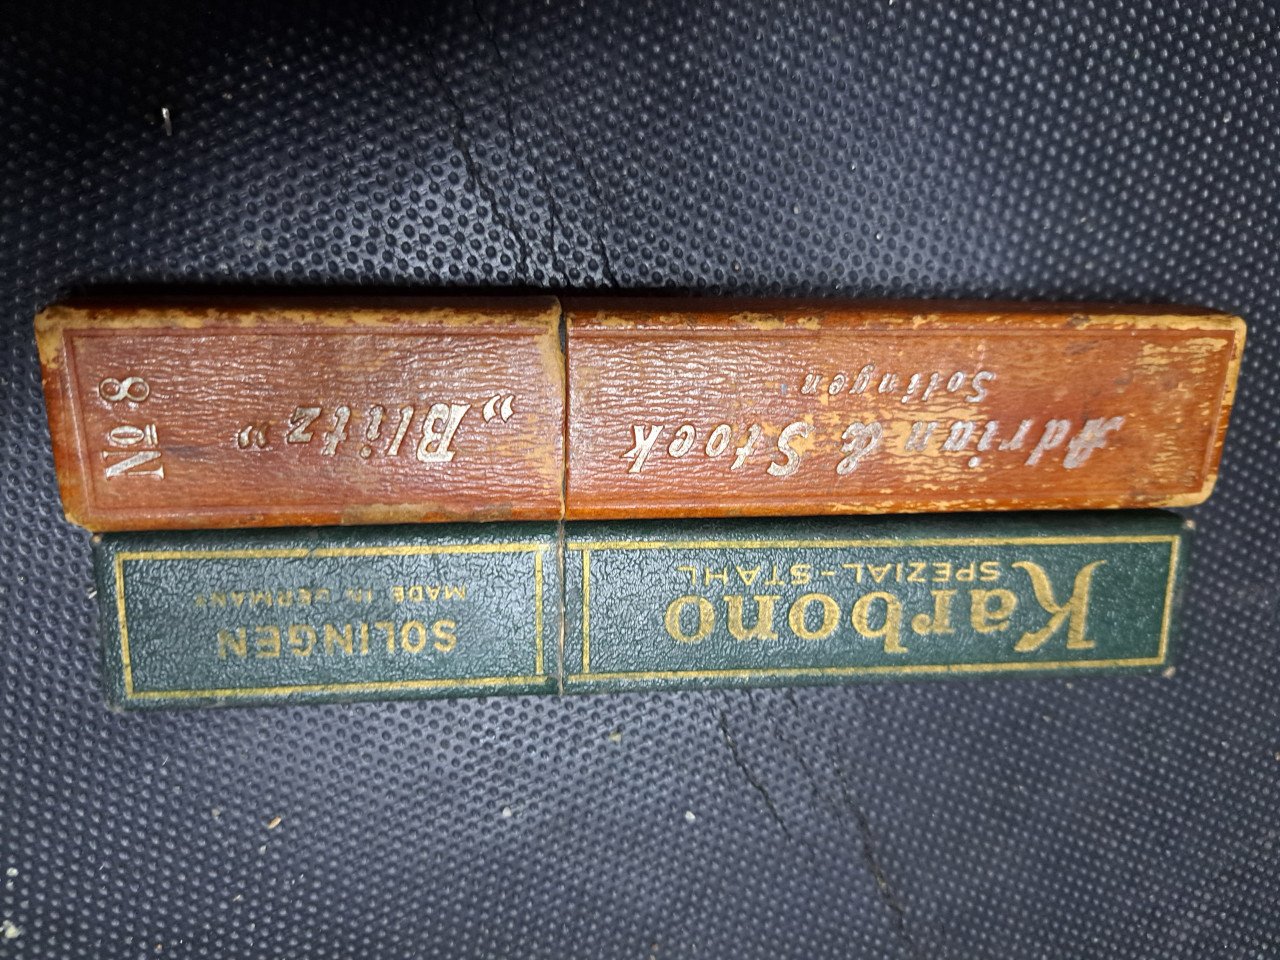 Karbono
SPEZIAL-STAHL
SOLINGEN
MADE IN GERMANY
Adrian & Stock
Solingen
„Blitz”
Nº 8